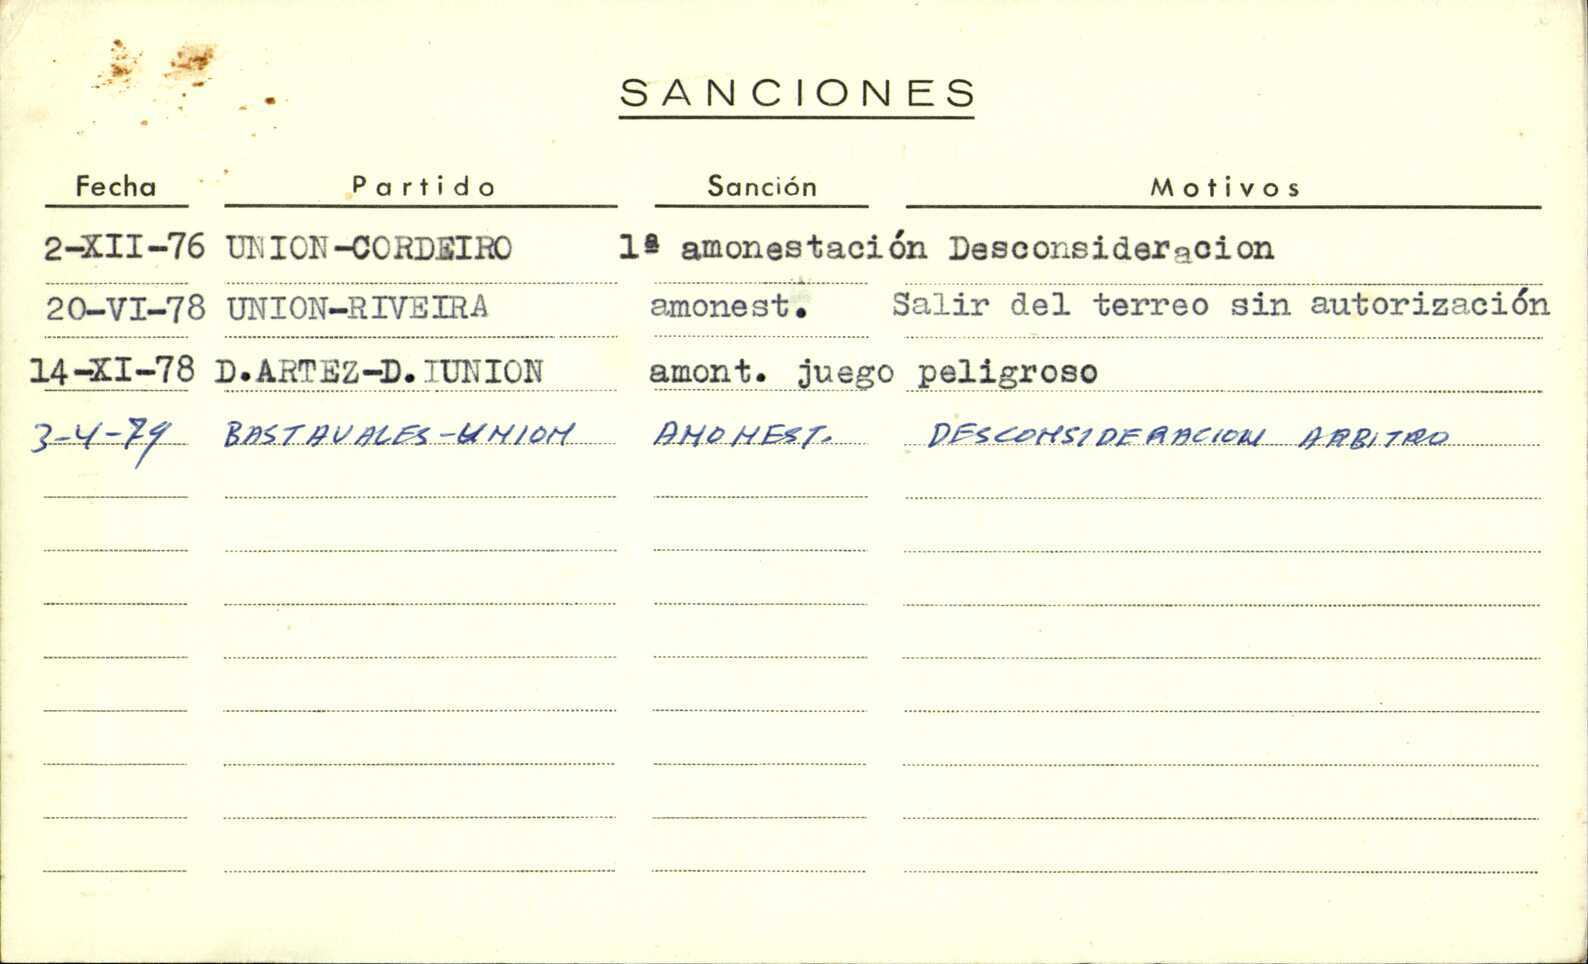 SANCIONES
Fecha Partido Sanción Motivos
2-XII-76 UNION-CORDEIRO 1ª amonestación Desconsideracion
20-VI-78 UNION-RIVEIRA amonest. Salir del terreo sin autorización
14-XI-78 D.ARTEZ-D.IUNION amont. juego peligroso
3-4-79 BASTAVALES-UNION AMONEST. DESCONSIDERACION ARBITRO